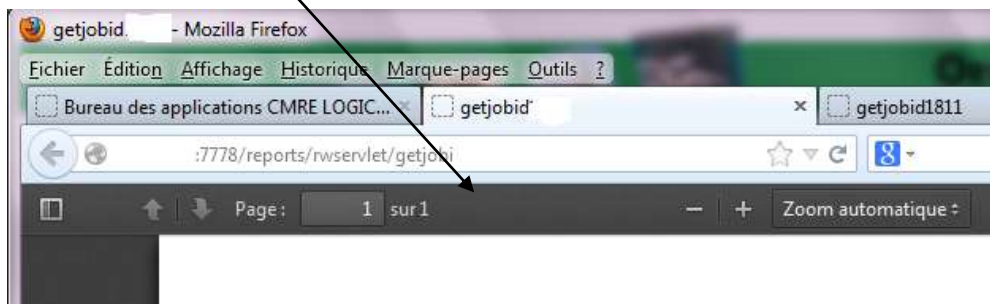 getjobid. - Mozilla Firefox
Fichier Édition Affichage Historique Marque-pages Outils ?
Bureau des applications CMRE LOGIC... × getjobid × getjobid1811
:7778/reports/rwservlet/getjobi
Page: 1 sur 1 − + Zoom automatique